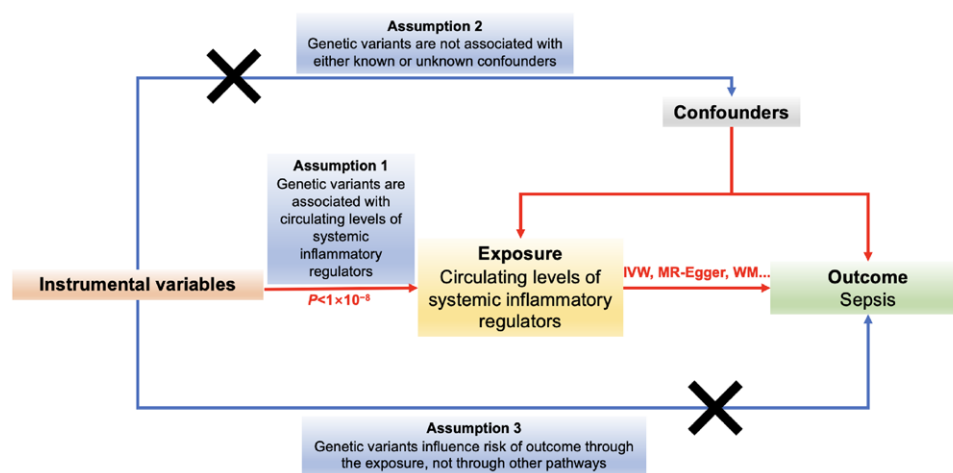 Assumption 2
Genetic variants are not associated with
either known or unknown confounders
Confounders
Assumption 1
Genetic variants are
associated with
circulating levels of
systemic
inflammatory
regulators
Instrumental variables
P<1×10⁻⁸
Exposure
Circulating levels of
systemic inflammatory
regulators
IVW, MR-Egger, WM...
Outcome
Sepsis
Assumption 3
Genetic variants influence risk of outcome through
the exposure, not through other pathways